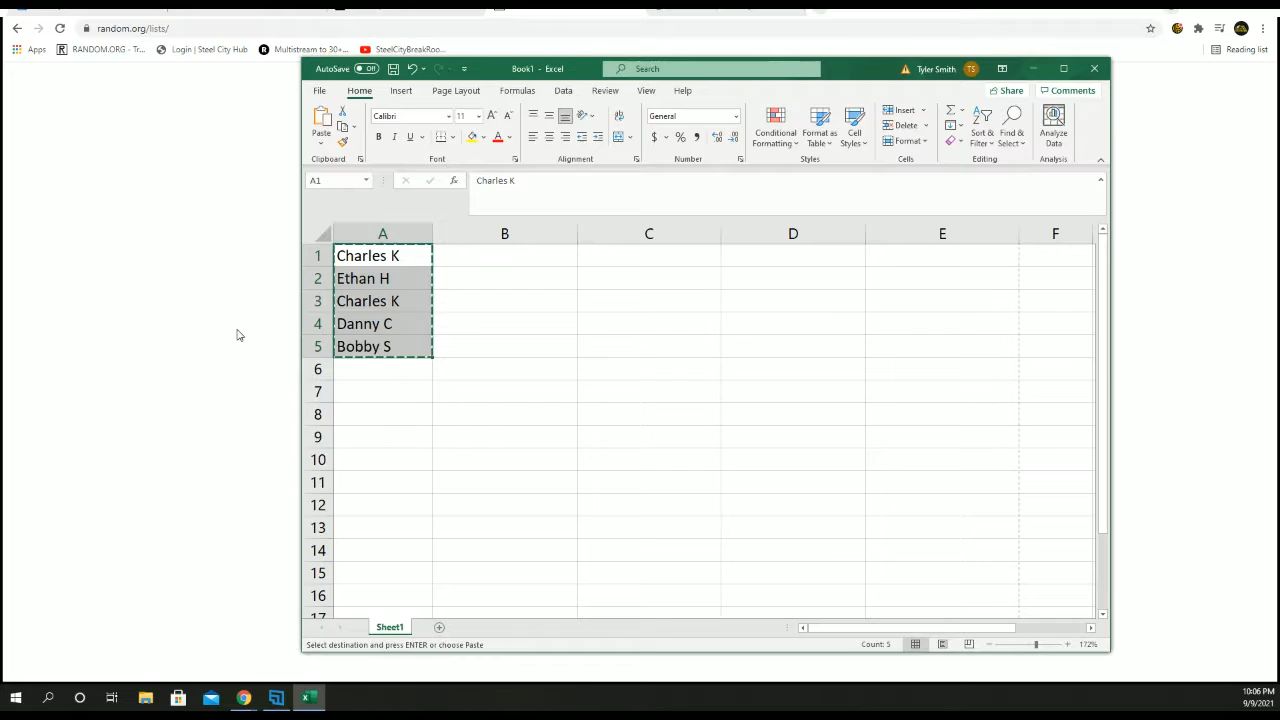 random.org/lists/
Apps RANDOM.ORG - Tr... Login | Steel City Hub Multistream to 30+... SteelCityBreakRoo... Reading list
AutoSave Off Book1 - Excel Search Tyler Smith TS
File Home Insert Page Layout Formulas Data Review View Help Share Comments
Paste Calibri 11 General Conditional Formatting Format as Table Cell Styles Insert Delete Format Sort & Filter Find & Select Analyze Data
Clipboard Font Alignment Number Styles Cells Editing Analysis
A1 fx Charles K
A B C D E F
1 Charles K
2 Ethan H
3 Charles K
4 Danny C
5 Bobby S
6
7
8
9
10
11
12
13
14
15
16
17
Sheet1
Select destination and press ENTER or choose Paste Count: 5 172%
10:06 PM
9/9/2021